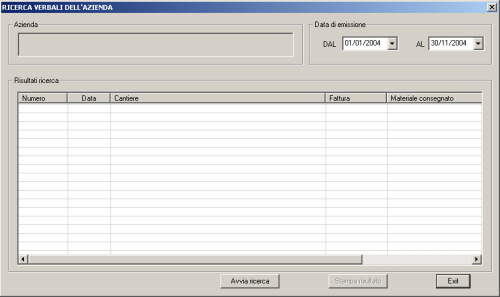 RICERCA VERBALI DELL'AZIENDA
Azienda
Data di emissione
DAL 01/01/2004 AL 30/11/2004
Risultati ricerca
Numero Data Cantiere Fattura Materiale consegnato
Avvia ricerca Stampa risultato Exit